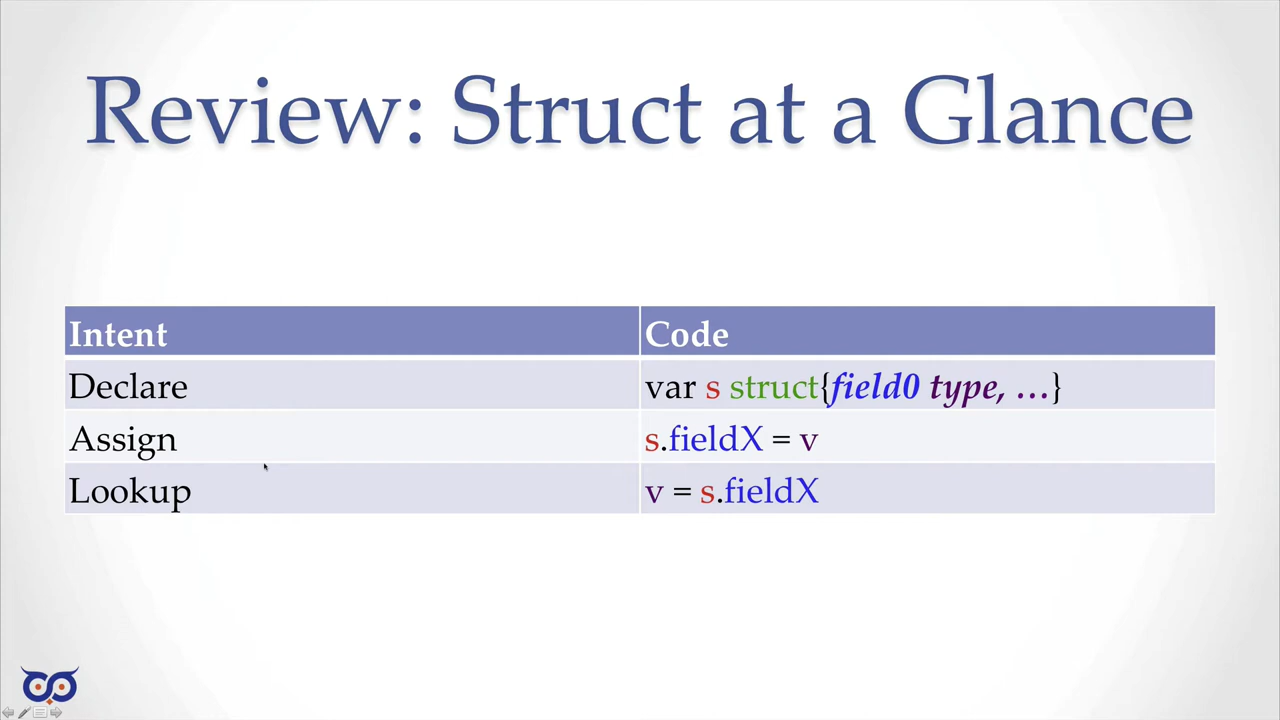 Review: Struct at a Glance
Intent Code
Declare var s struct{field0 type, …}
Assign s.fieldX = v
Lookup v = s.fieldX